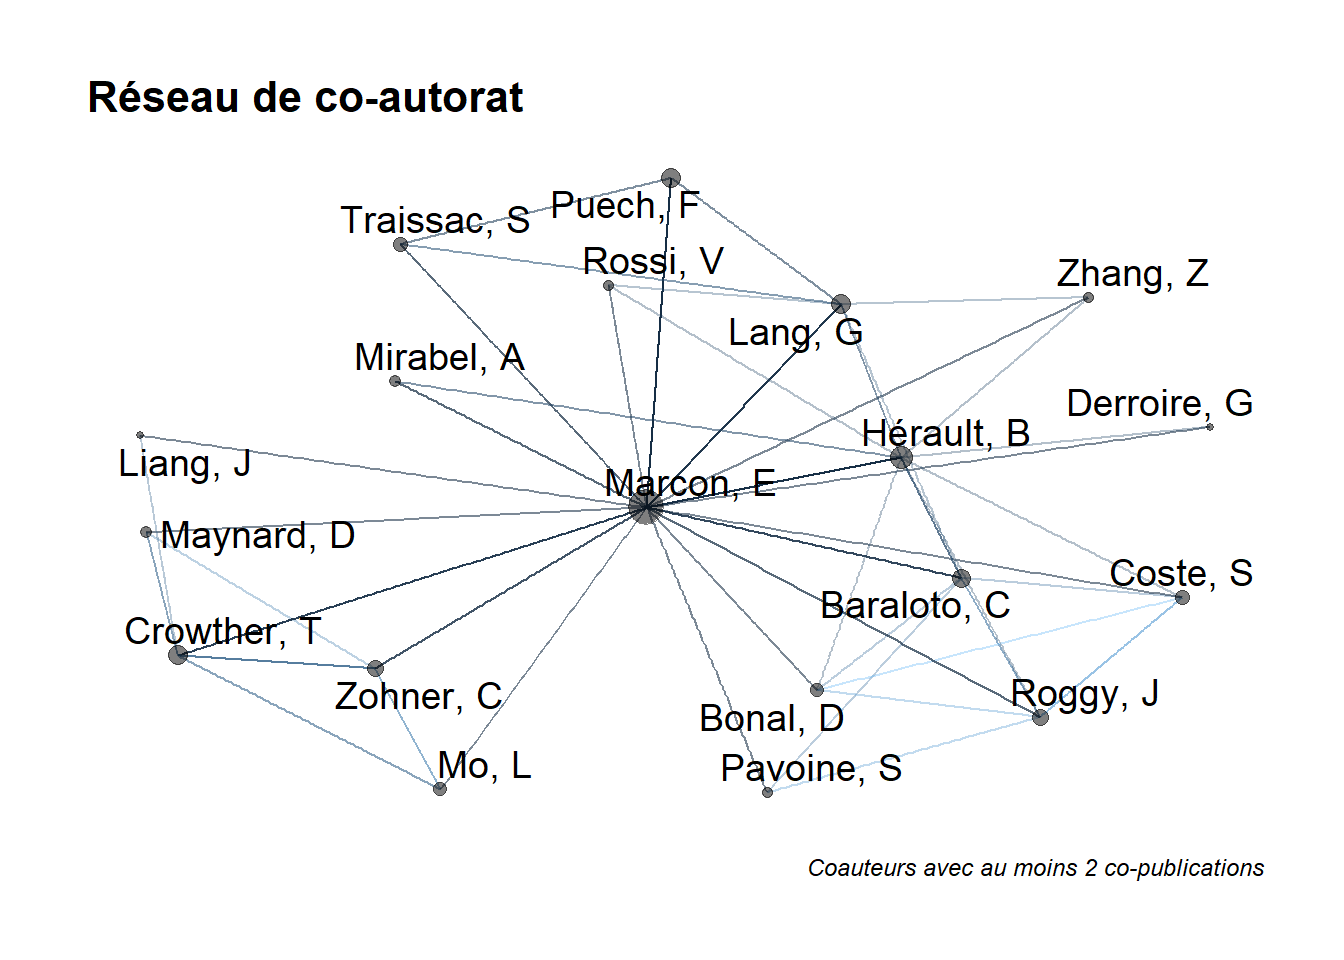 Réseau de co-autorat
Puech, F
Traissac, S
Rossi, V
Zhang, Z
Lang, G
Mirabel, A
Derroire, G
Hérault, B
Liang, J
Marcon, E
Maynard, D
Coste, S
Baraloto, C
Crowther, T
Zohner, C
Roggy, J
Bonal, D
Mo, L
Pavoine, S
Coauteurs avec au moins 2 co-publications